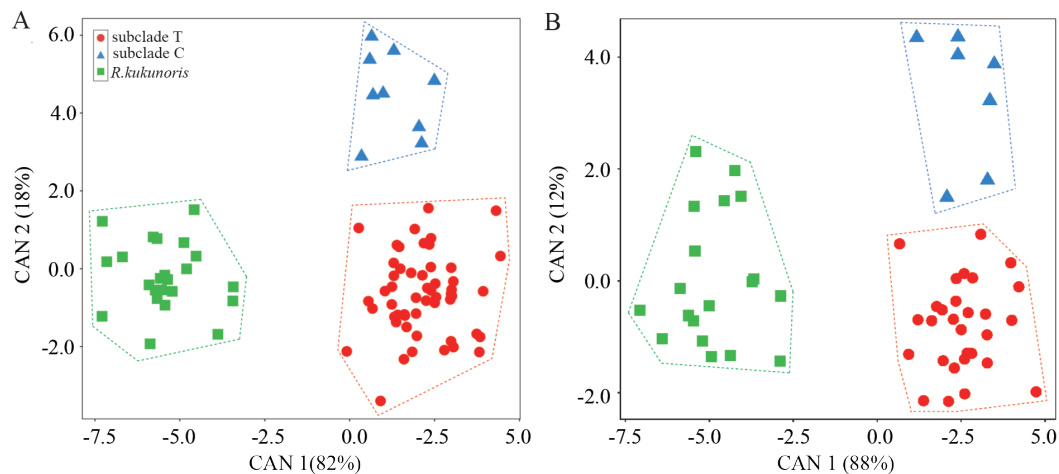 A
subclade T
subclade C
R.kukunoris
6.0
4.0
2.0
0.0
-2.0
CAN 2 (18%)
-7.5
-5.0
-2.5
0.0
-2.5
5.0
CAN 1(82%)
B
4.0
2.0
0.0
-2.0
CAN 2 (12%)
-7.5
-5.0
-2.5
0.0
-2.5
5.0
CAN 1 (88%)